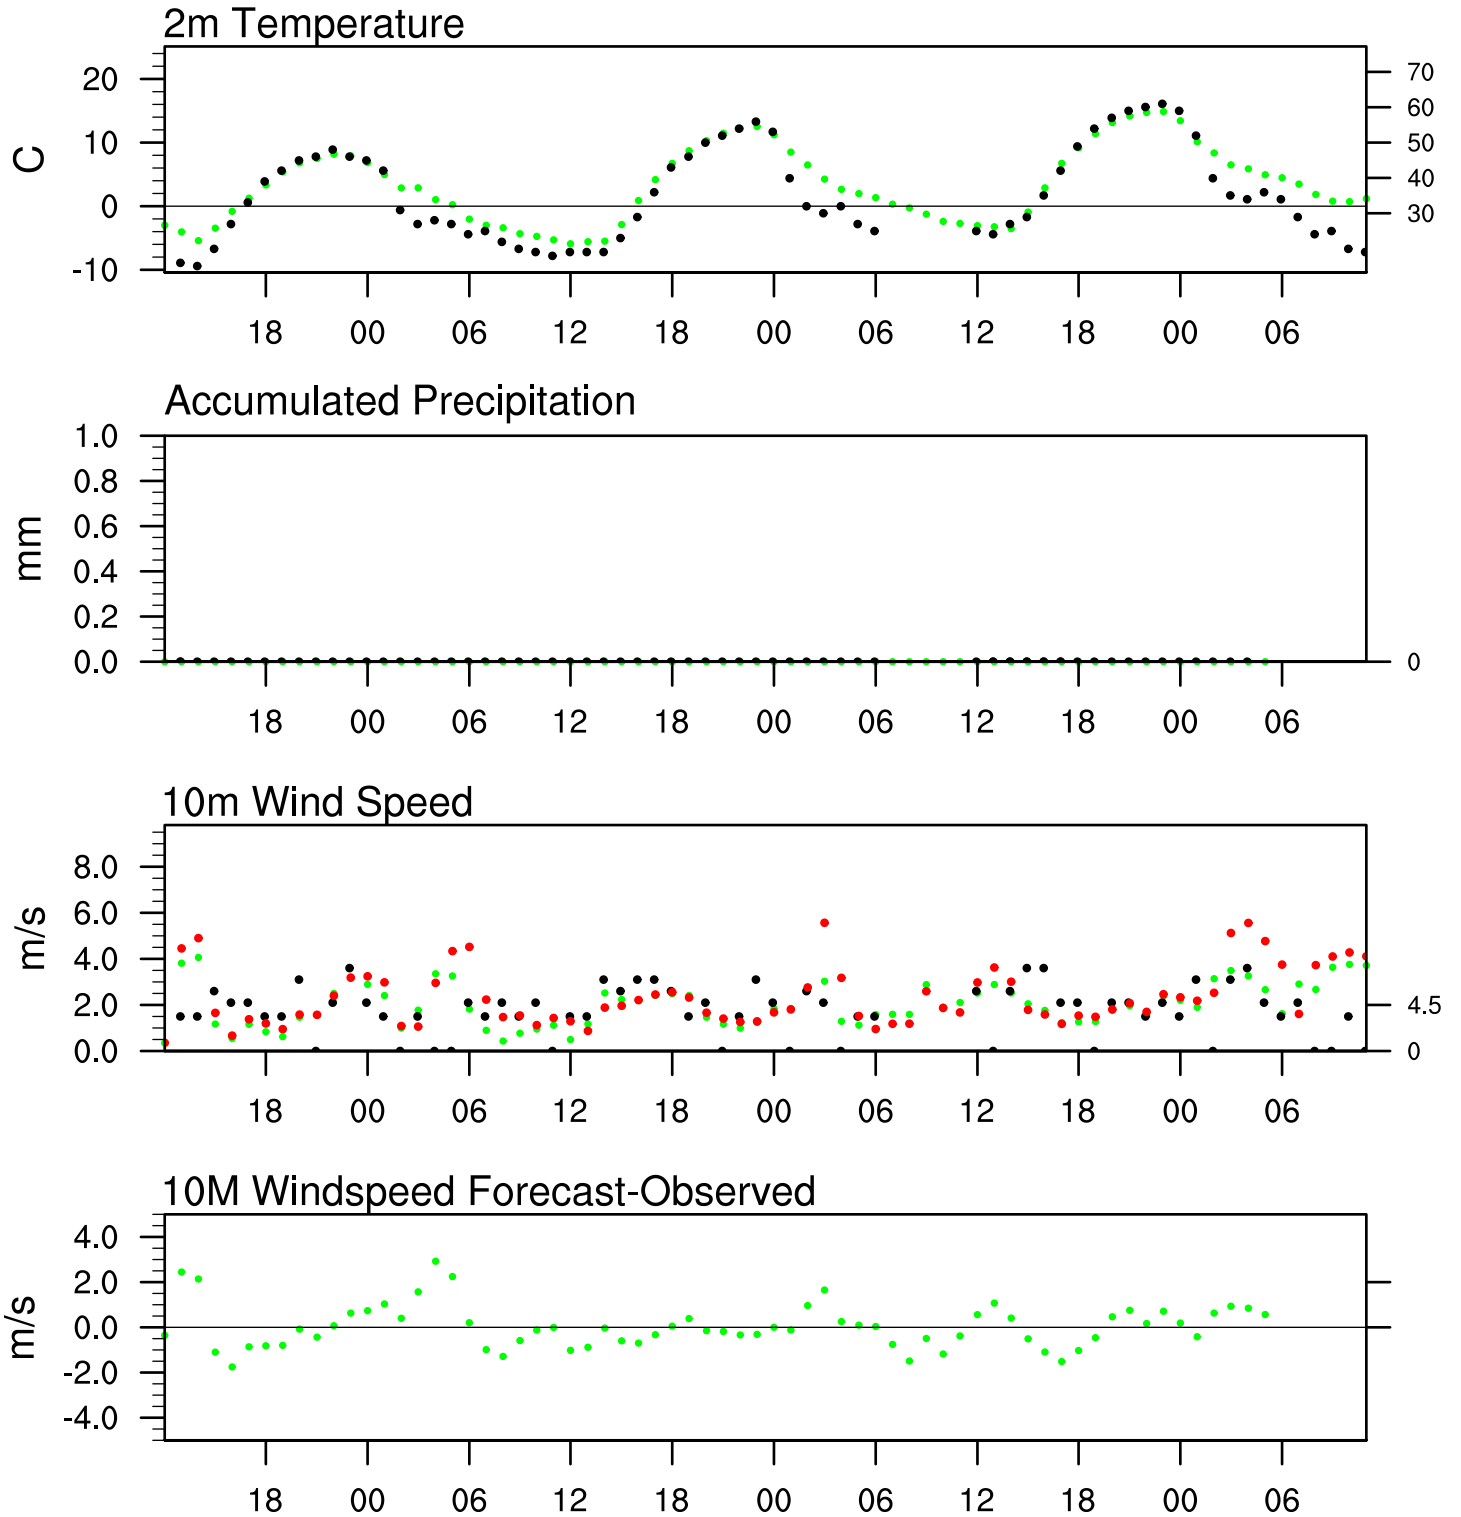 2m Temperature
20
10
0
-10
C
70
60
50
40
30
18 00 06 12 18 00 06 12 18 00 06
Accumulated Precipitation
1.0
0.8
0.6
0.4
0.2
0.0
mm
0
18 00 06 12 18 00 06 12 18 00 06
10m Wind Speed
8.0
6.0
4.0
2.0
0.0
m/s
4.5
0
18 00 06 12 18 00 06 12 18 00 06
10M Windspeed Forecast-Observed
4.0
2.0
0.0
-2.0
-4.0
m/s
18 00 06 12 18 00 06 12 18 00 06